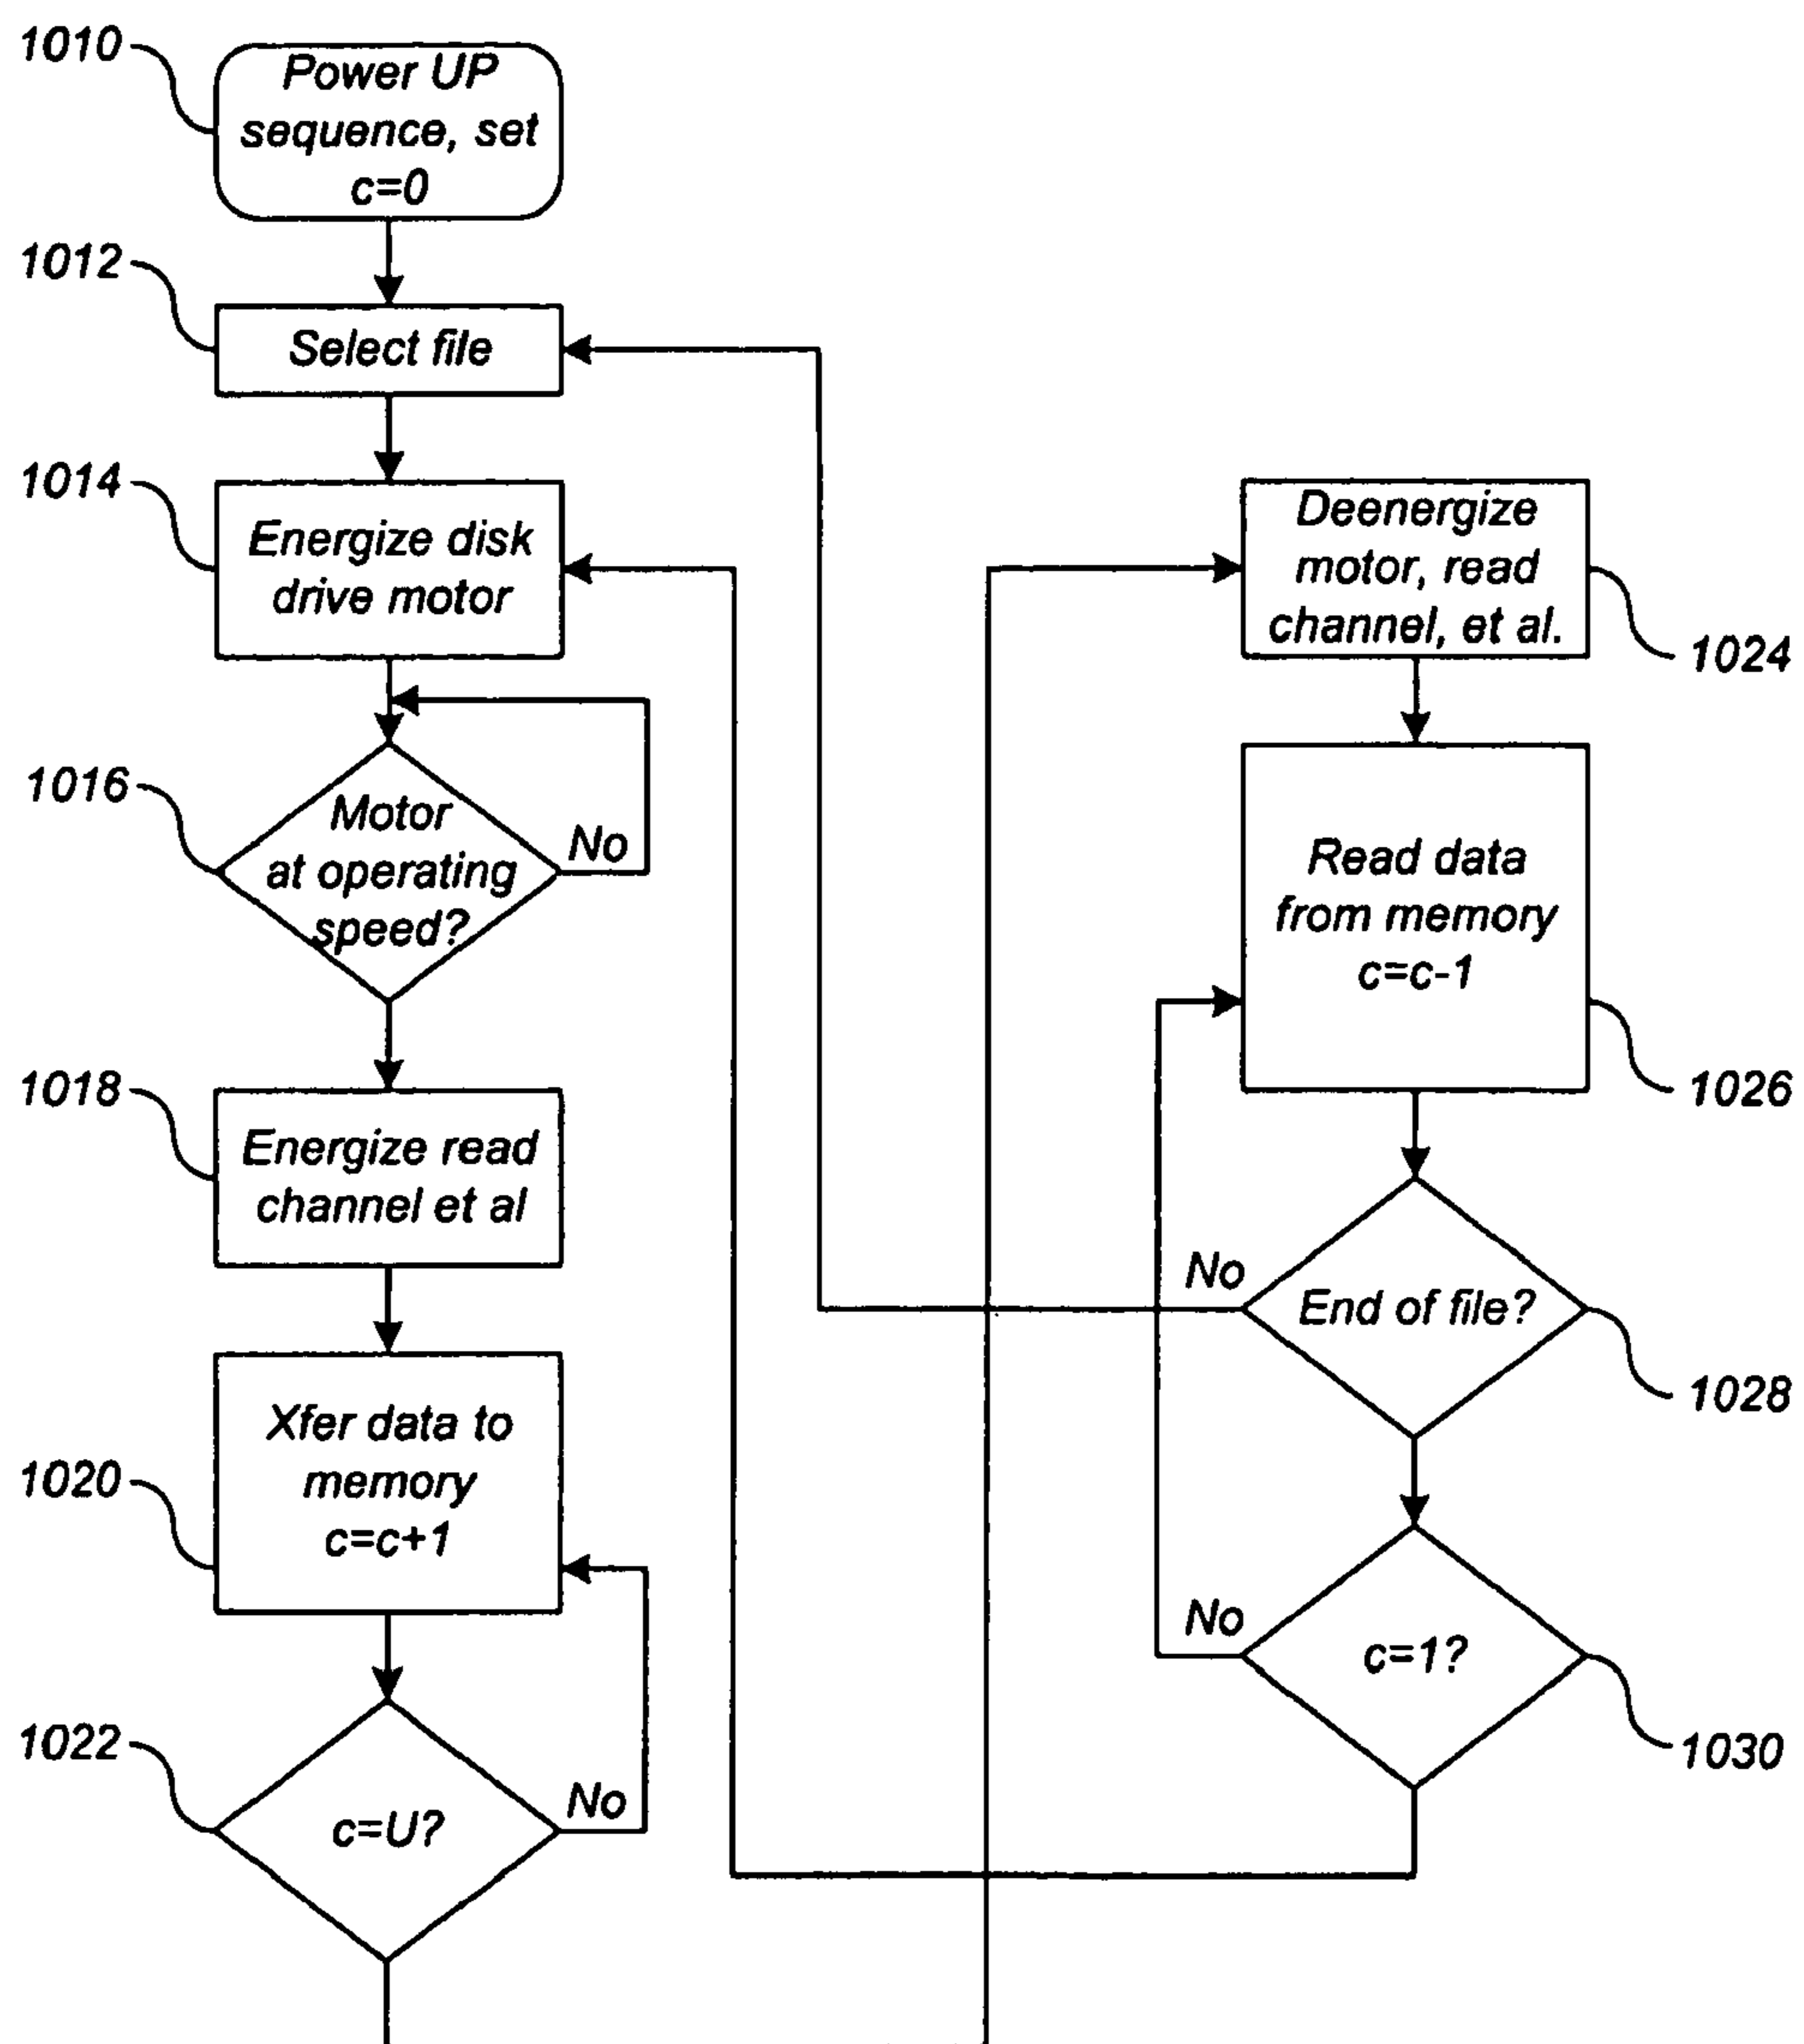 1010
Power UP
sequence, set
c=0
1012
Select file
1014
Energize disk
drive motor
1016
Motor
at operating
speed?
No
1018
Energize read
channel et al
1020
Xfer data to
memory
c=c+1
1022
c=U?
No
Deenergize
motor, read
channel, et al.
1024
Read data
from memory
c=c-1
1026
No
End of file?
1028
No
c=1?
1030